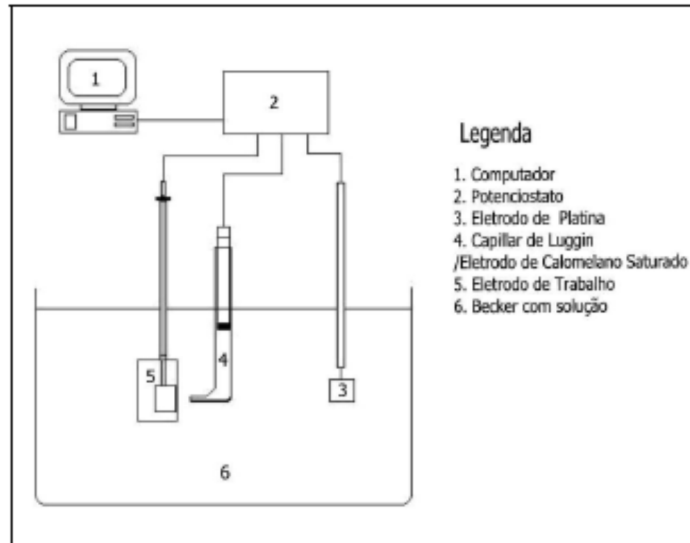 1
2
Legenda
1. Computador
2. Potenciostato
3. Eletrodo de Platina
4. Capillar de Luggin
/Eletrodo de Calomelano Saturado
5. Eletrodo de Trabalho
6. Becker com solução
4
5
3
6